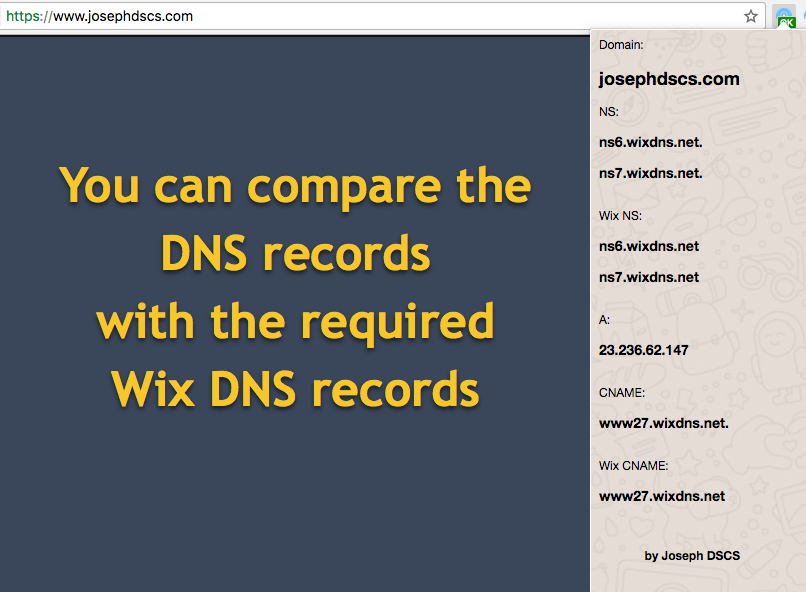 https://www.josephdscs.com
OK
Domain:
josephdscs.com
NS:
ns6.wixdns.net.
ns7.wixdns.net.
Wix NS:
ns6.wixdns.net
ns7.wixdns.net
A:
23.236.62.147
CNAME:
www27.wixdns.net.
Wix CNAME:
www27.wixdns.net
by Joseph DSCS
You can compare the
DNS records
with the required
Wix DNS records